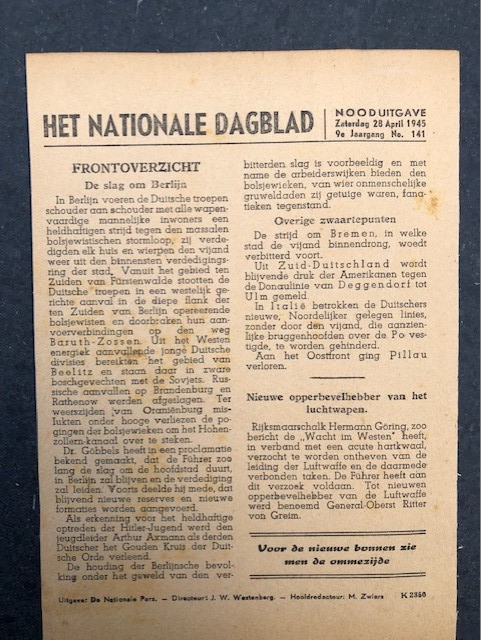 HET NATIONALE DAGBLAD
NOODUITGAVE
Zaterdag 28 April 1945
9e Jaargang No. 141
FRONTOVERZICHT
De slag om Berlijn
In Berlijn voeren de Duitsche troepen
schouder aan schouder met alle wapen-
vaardige mannelijke inwoners een
heldhaftigen strijd tegen den massalen
bolsjewistischen stormloop, zij verde-
digden elk huis en wierpen den vijand
weer uit den binnensten verdedigings-
ring der stad. Vanuit het gebied ten
Zuiden van Fürstenwalde stootten de
Duitsche troepen in een westelijk ge-
richte aanval in de diepe flank der
ten Zuiden van Berlijn opereerende
bolsjewisten en doorbraken hun aan-
voerverbindingen op den weg
Baruth-Zossen. Uit het Westen
energiek aanvallende jonge Duitsche
divisies bereikten het gebied van
Beelitz en staan daar in zware
boschgevechten met de Sovjets. Rus-
sische aanvallen op Brandenburg en
Rathenow werden afgeslagen. Ter
weerszijden van Oraniënburg mis-
lukten onder hooge verliezen de po-
gingen der bolsjewisten om het Hohen-
zollern-kanaal over te steken.
Dr. Göbbels heeft in een proclamatie
bekend gemaakt, dat de Führer zoo
lang de slag om de hoofdstad duurt,
in Berlijn zal blijven en de verdediging
zal leiden. Voorts deelde hij mede, dat
blijvend nieuwe reserves en nieuwe
formaties worden aangevoerd.
Als erkenning voor het heldhaftige
optreden der Hitler-Jugend werd den
jeugdleider Arthur Axmann als derden
Duitscher het Gouden Kruis der Duit-
sche Orde verleend.
De houding der Berlijnsche bevol-
king onder het geweld van den ver-
bitterden slag is voorbeeldig en met
name de arbeiderswijken bieden den
bolsjewieken, van wier onmenschelijke
gruweldaden zij getuige waren, fana-
tieken tegenstand.
Overige zwaartepunten
De strijd om Bremen, in welke
stad de vijand binnendrong, woedt
verbitterd voort.
Uit Zuid-Duitschland wordt
blijvende druk der Amerikanen tegen
de Donaulinie van Deggendorf tot
Ulm gemeld.
In Italië betrokken de Duitschers
nieuwe, Noordelijker gelegen linies,
zonder door den vijand, die aanzien-
lijke bruggenhoofden over de Po ves-
tigde, te worden gehinderd.
Aan het Oostfront ging Pillau
verloren.
Nieuwe opperbevelhebber van het
luchtwapen.
Rijksmaarschalk Hermann Göring, zoo
bericht de „Wacht im Westen" heeft,
in verband met een acute hartkwaal,
verzocht te worden ontheven van de
leiding der Luftwaffe en de daarmede
verbonden taken. De Führer heeft aan
dit verzoek voldaan. Tot nieuwen
opperbevelhebber van de Luftwaffe
werd benoemd General-Oberst Ritter
von Greim.
Voor de nieuwe bonnen zie
men de ommezijde
Uitgave: De Nationale Pers. — Directeur: J. W. Westenberg. — Hoofdredacteur: M. Zwiers K 2350